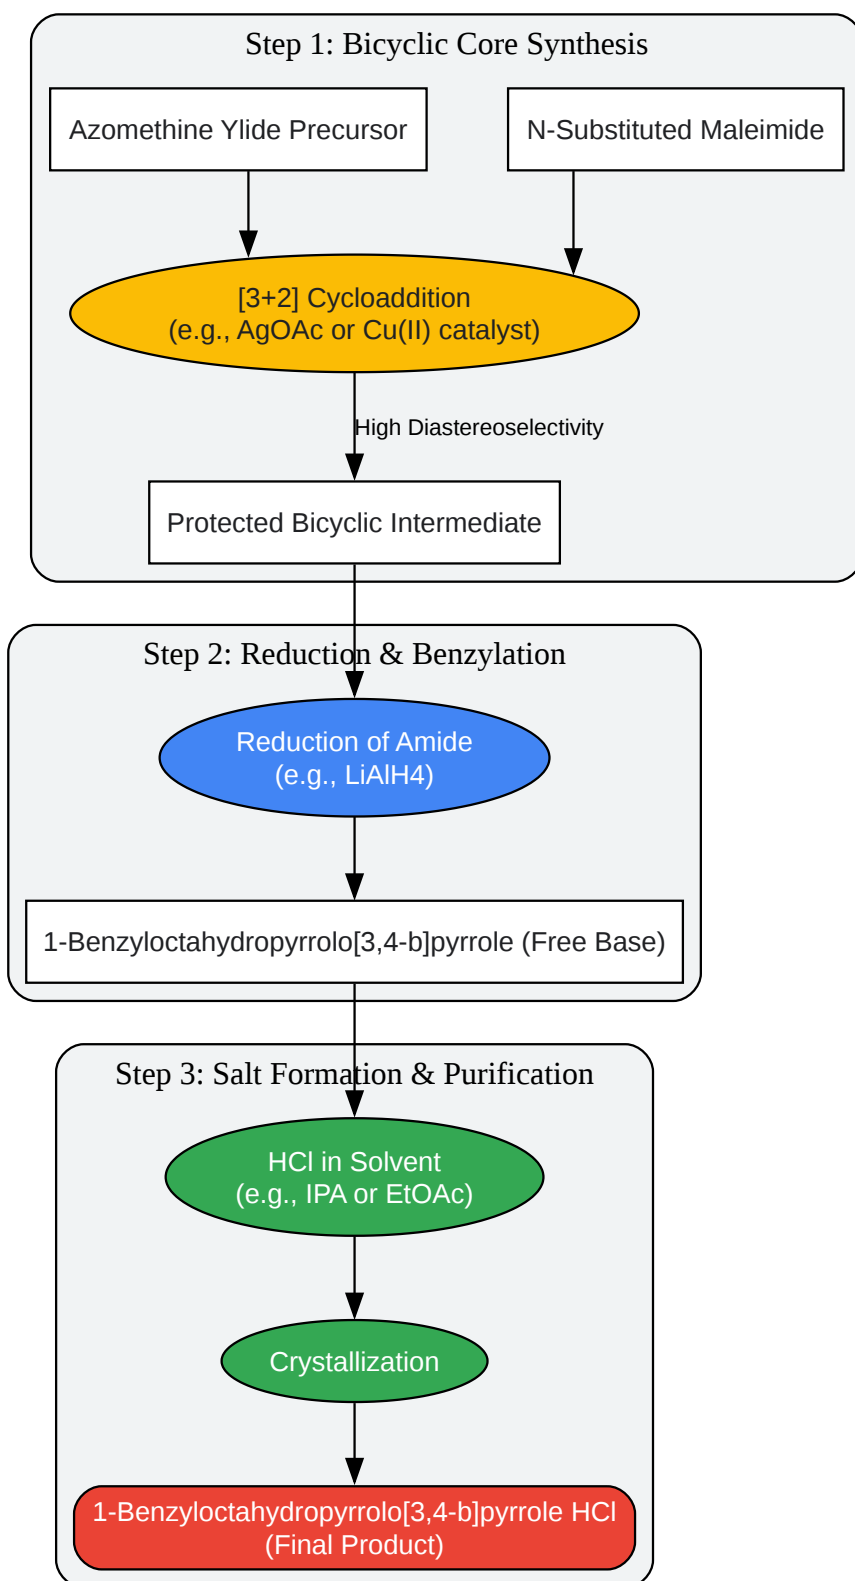 Step 1: Bicyclic Core Synthesis
Azomethine Ylide Precursor
N-Substituted Maleimide
[3+2] Cycloaddition
(e.g., AgOAc or Cu(II) catalyst)
High Diastereoselectivity
Protected Bicyclic Intermediate
Step 2: Reduction & Benzylation
Reduction of Amide
(e.g., LiAlH4)
1-Benzyloctahydropyrrolo[3,4-b]pyrrole (Free Base)
Step 3: Salt Formation & Purification
HCl in Solvent
(e.g., IPA or EtOAc)
Crystallization
1-Benzyloctahydropyrrolo[3,4-b]pyrrole HCl
(Final Product)